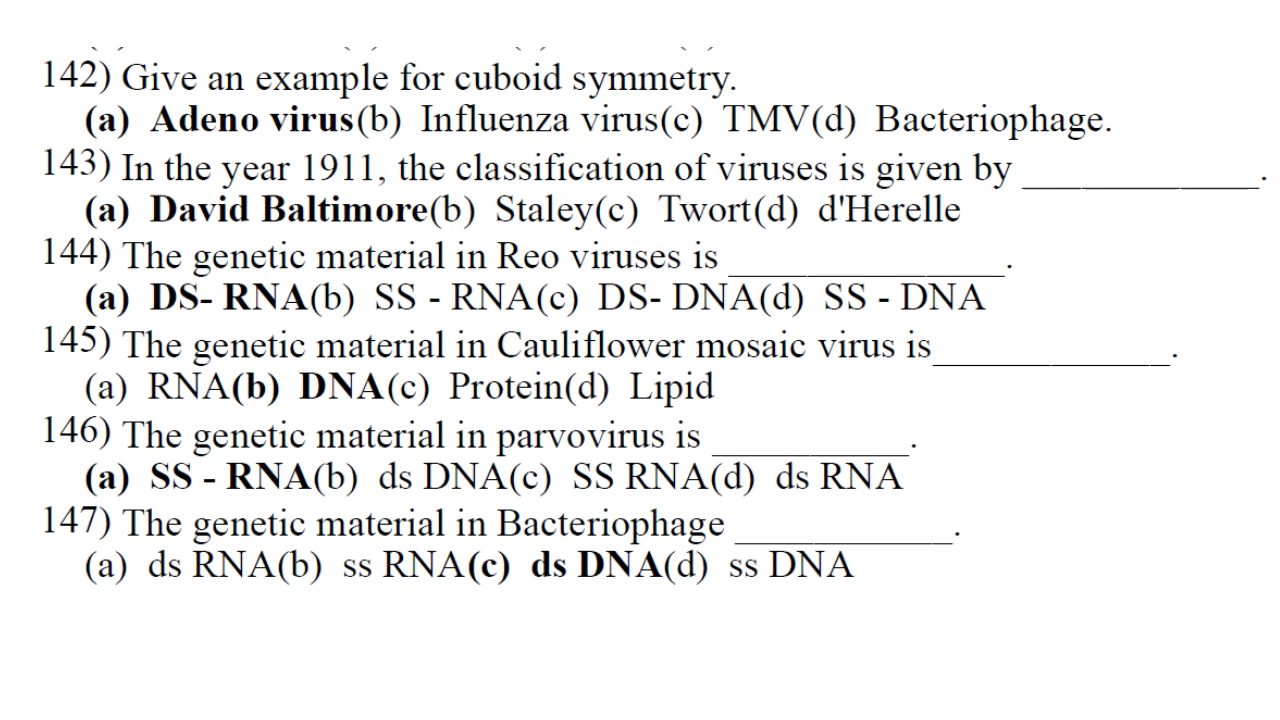 142) Give an example for cuboid symmetry.
(a) Adeno virus(b) Influenza virus(c) TMV(d) Bacteriophage.
143) In the year 1911, the classification of viruses is given by ____________.
(a) David Baltimore(b) Staley(c) Twort(d) d'Herelle
144) The genetic material in Reo viruses is ______________.
(a) DS- RNA(b) SS - RNA(c) DS- DNA(d) SS - DNA
145) The genetic material in Cauliflower mosaic virus is____________.
(a) RNA(b) DNA(c) Protein(d) Lipid
146) The genetic material in parvovirus is __________.
(a) SS - RNA(b) ds DNA(c) SS RNA(d) ds RNA
147) The genetic material in Bacteriophage ___________.
(a) ds RNA(b) ss RNA(c) ds DNA(d) ss DNA